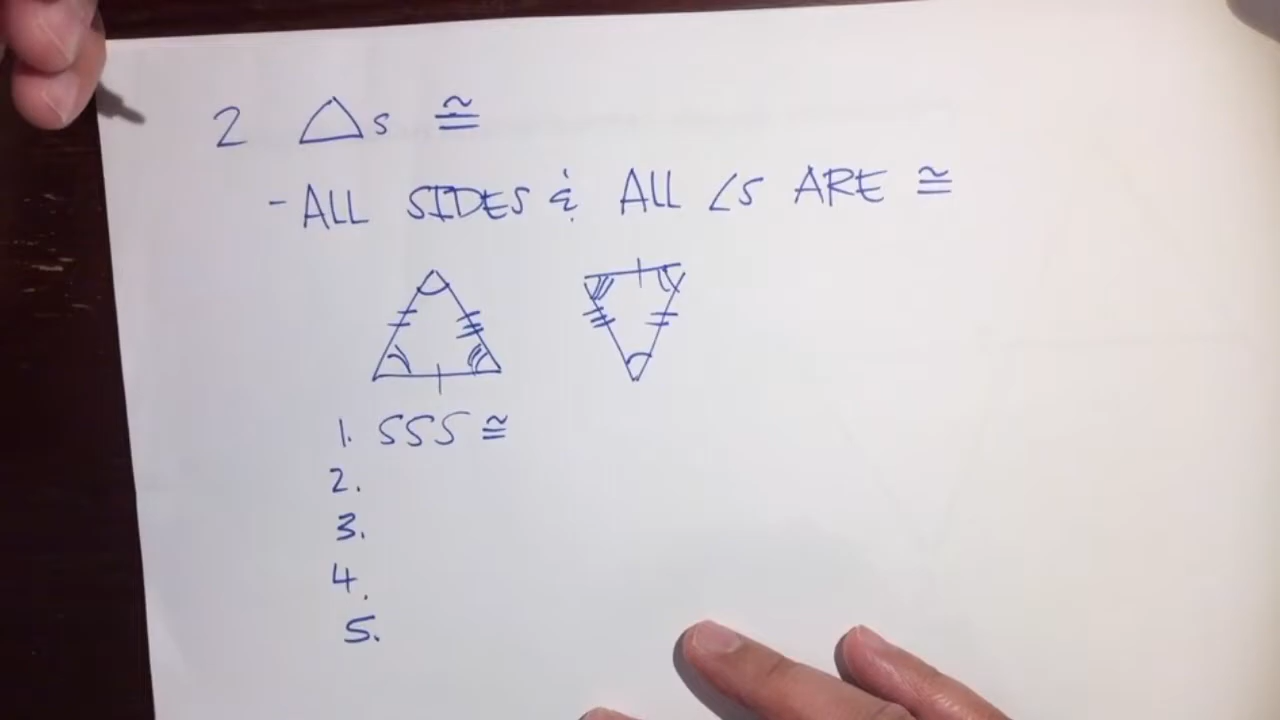 2 △s ≅
- ALL SIDES & ALL ∠S ARE ≅
1. SSS ≅
2.
3.
4.
5.